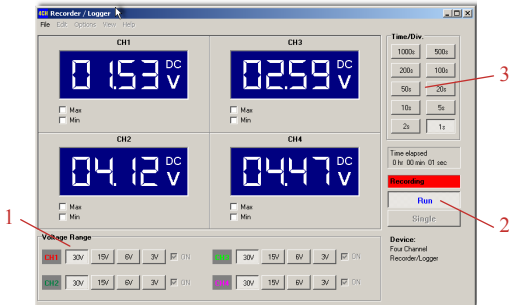 4CH Recorder / Logger
File Edit Options View Help
CH1
01.53 DC V
Max
Min
CH3
02.59 DC V
Max
Min
CH2
04.12 DC V
Max
Min
CH4
04.47 DC V
Max
Min
Time/Div.
1000s 500s
200s 100s
50s 20s
10s 5s
2s 1s
3
Time elapsed
0 hr 00 min 01 sec
Recording
Run
Single
2
Device:
Four Channel
Recorder/Logger
1
Voltage Range
CH1 30V 15V 6V 3V ON
CH3 30V 15V 6V 3V ON
CH2 30V 15V 6V 3V ON
CH4 30V 15V 6V 3V ON